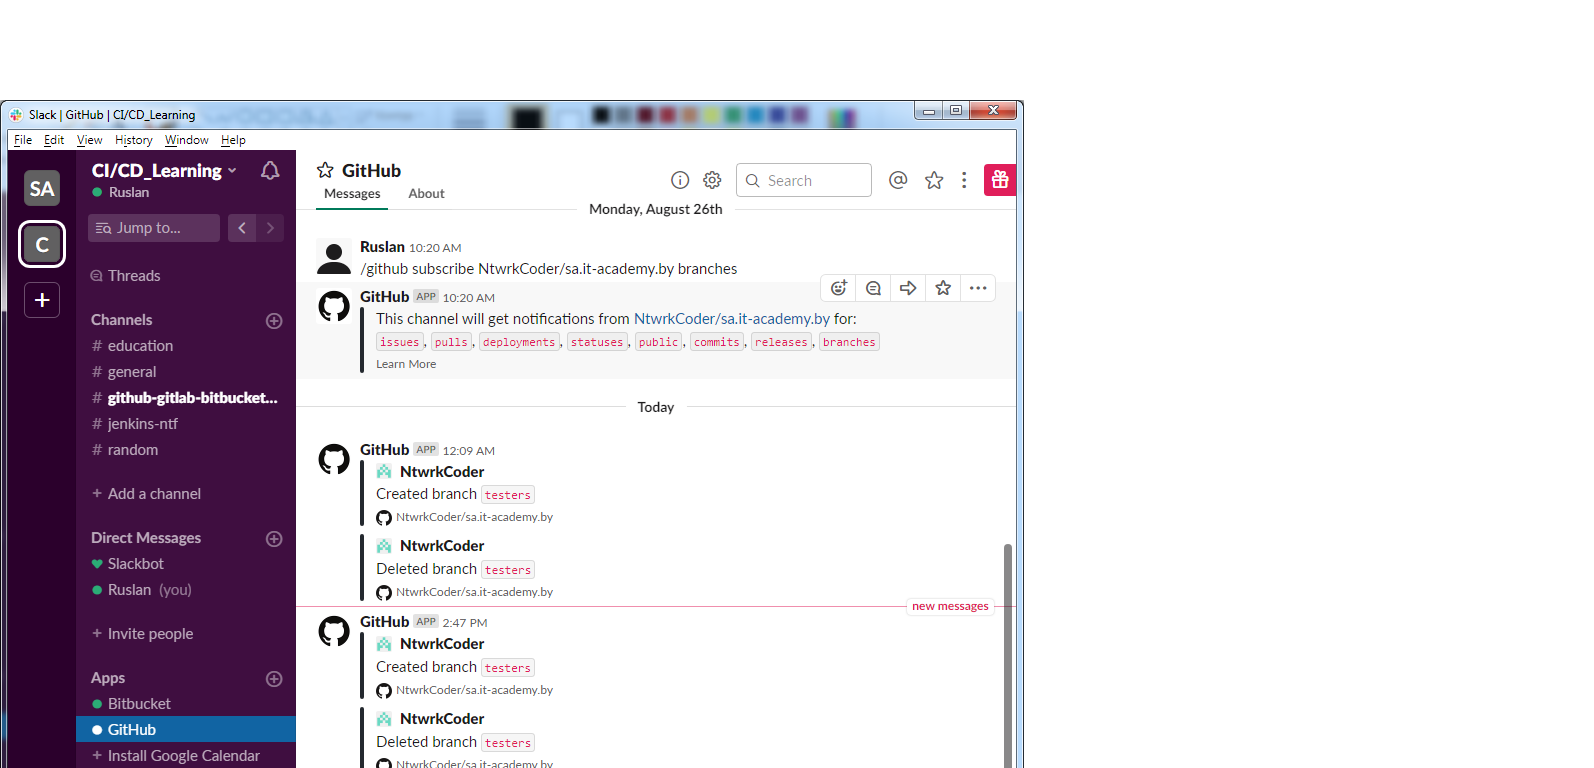 Slack | GitHub | CI/CD_Learning
File Edit View History Window Help
SA
C
+
CI/CD_Learning
Ruslan
Jump to...
Threads
Channels
# education
# general
# github-gitlab-bitbucket...
# jenkins-ntf
# random
+ Add a channel
Direct Messages
Slackbot
Ruslan (you)
+ Invite people
Apps
Bitbucket
GitHub
+ Install Google Calendar
GitHub
Messages About
Search
Monday, August 26th
Ruslan 10:20 AM
/github subscribe NtwrkCoder/sa.it-academy.by branches
GitHub APP 10:20 AM
This channel will get notifications from NtwrkCoder/sa.it-academy.by for:
issues, pulls, deployments, statuses, public, commits, releases, branches
Learn More
Today
GitHub APP 12:09 AM
NtwrkCoder
Created branch testers
NtwrkCoder/sa.it-academy.by
NtwrkCoder
Deleted branch testers
NtwrkCoder/sa.it-academy.by
new messages
GitHub APP 2:47 PM
NtwrkCoder
Created branch testers
NtwrkCoder/sa.it-academy.by
NtwrkCoder
Deleted branch testers
NtwrkCoder/sa.it-academy.by